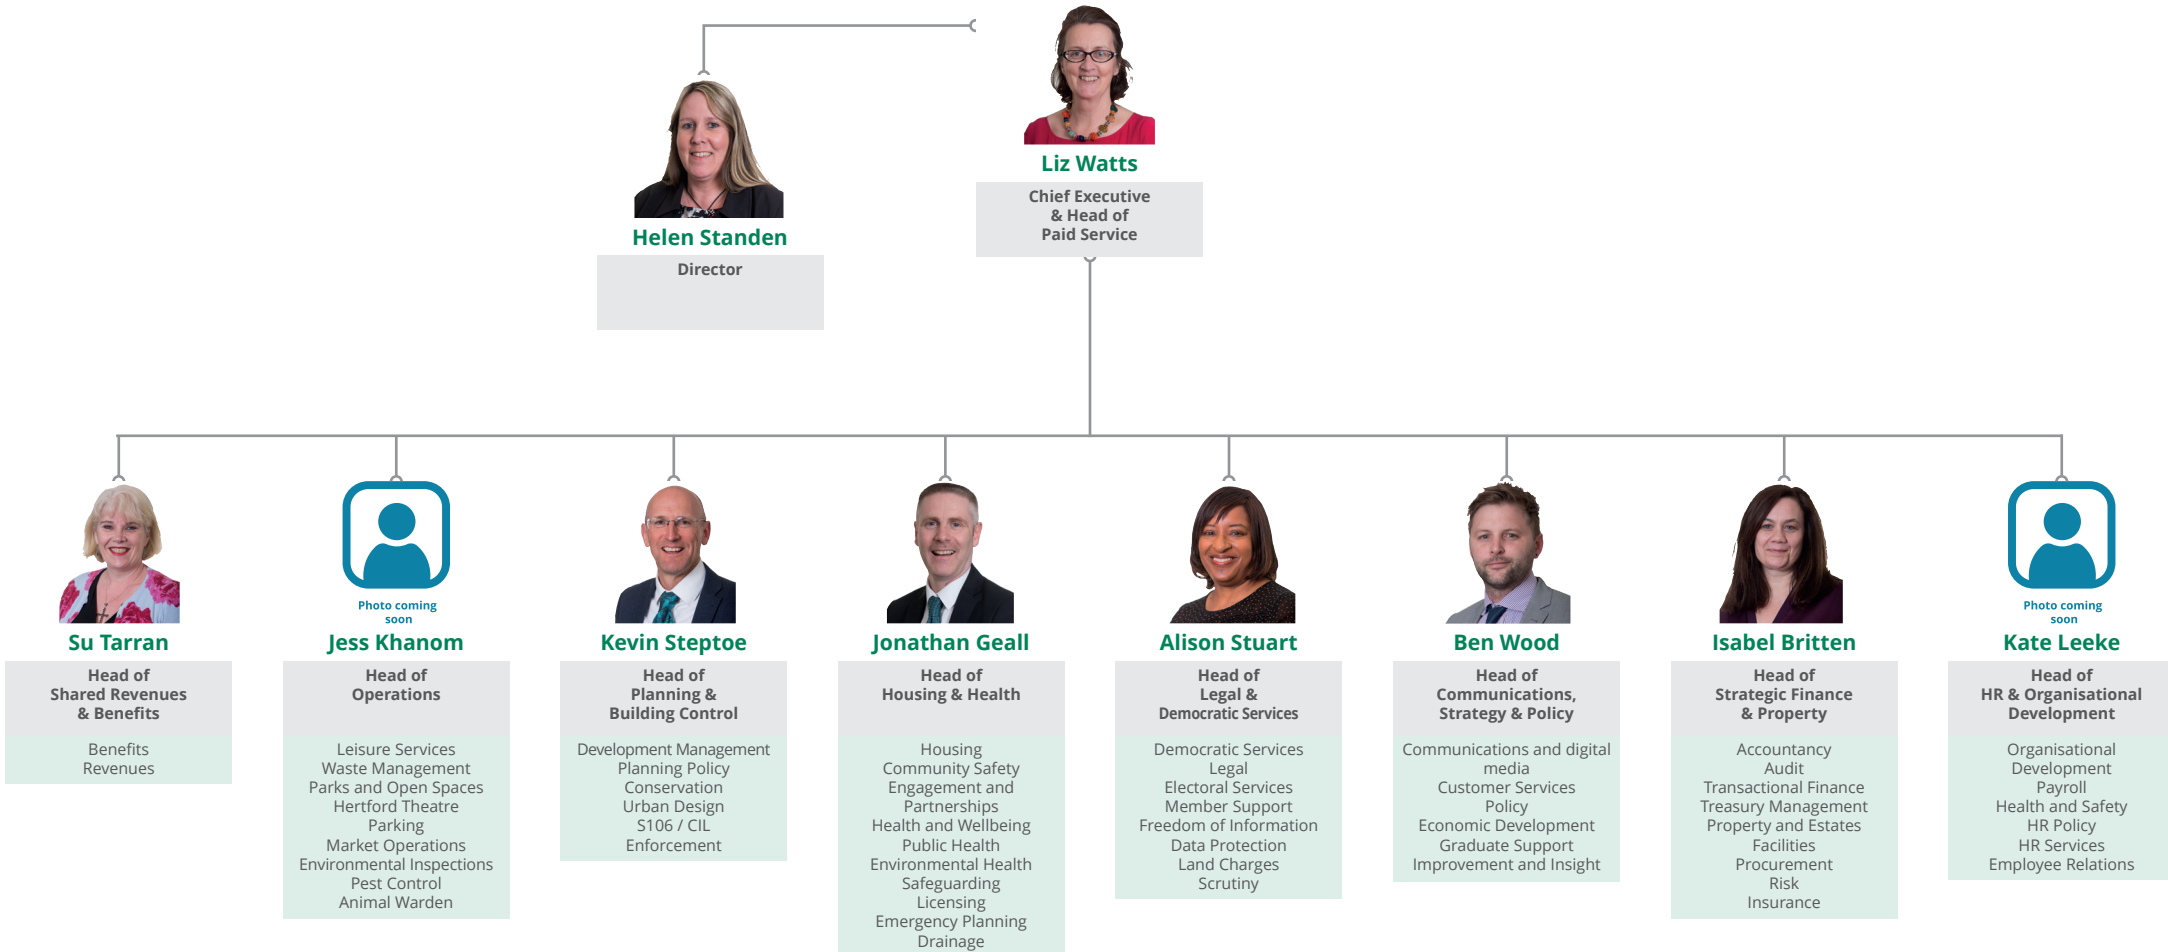 Liz Watts
Chief Executive
& Head of
Paid Service
Helen Standen
Director
Photo coming
soon
Photo coming
soon
Su Tarran
Head of
Shared Revenues
& Benefits
Benefits
Revenues
Jess Khanom
Head of
Operations
Leisure Services
Waste Management
Parks and Open Spaces
Hertford Theatre
Parking
Market Operations
Environmental Inspections
Pest Control
Animal Warden
Kevin Steptoe
Head of
Planning &
Building Control
Development Management
Planning Policy
Conservation
Urban Design
S106 / CIL
Enforcement
Jonathan Geall
Head of
Housing & Health
Housing
Community Safety
Engagement and
Partnerships
Health and Wellbeing
Public Health
Environmental Health
Safeguarding
Licensing
Emergency Planning
Drainage
Alison Stuart
Head of
Legal &
Democratic Services
Democratic Services
Legal
Electoral Services
Member Support
Freedom of Information
Data Protection
Land Charges
Scrutiny
Ben Wood
Head of
Communications,
Strategy & Policy
Communications and digital
media
Customer Services
Policy
Economic Development
Graduate Support
Improvement and Insight
Isabel Britten
Head of
Strategic Finance
& Property
Accountancy
Audit
Transactional Finance
Treasury Management
Property and Estates
Facilities
Procurement
Risk
Insurance
Kate Leeke
Head of
HR & Organisational
Development
Organisational
Development
Payroll
Health and Safety
HR Policy
HR Services
Employee Relations